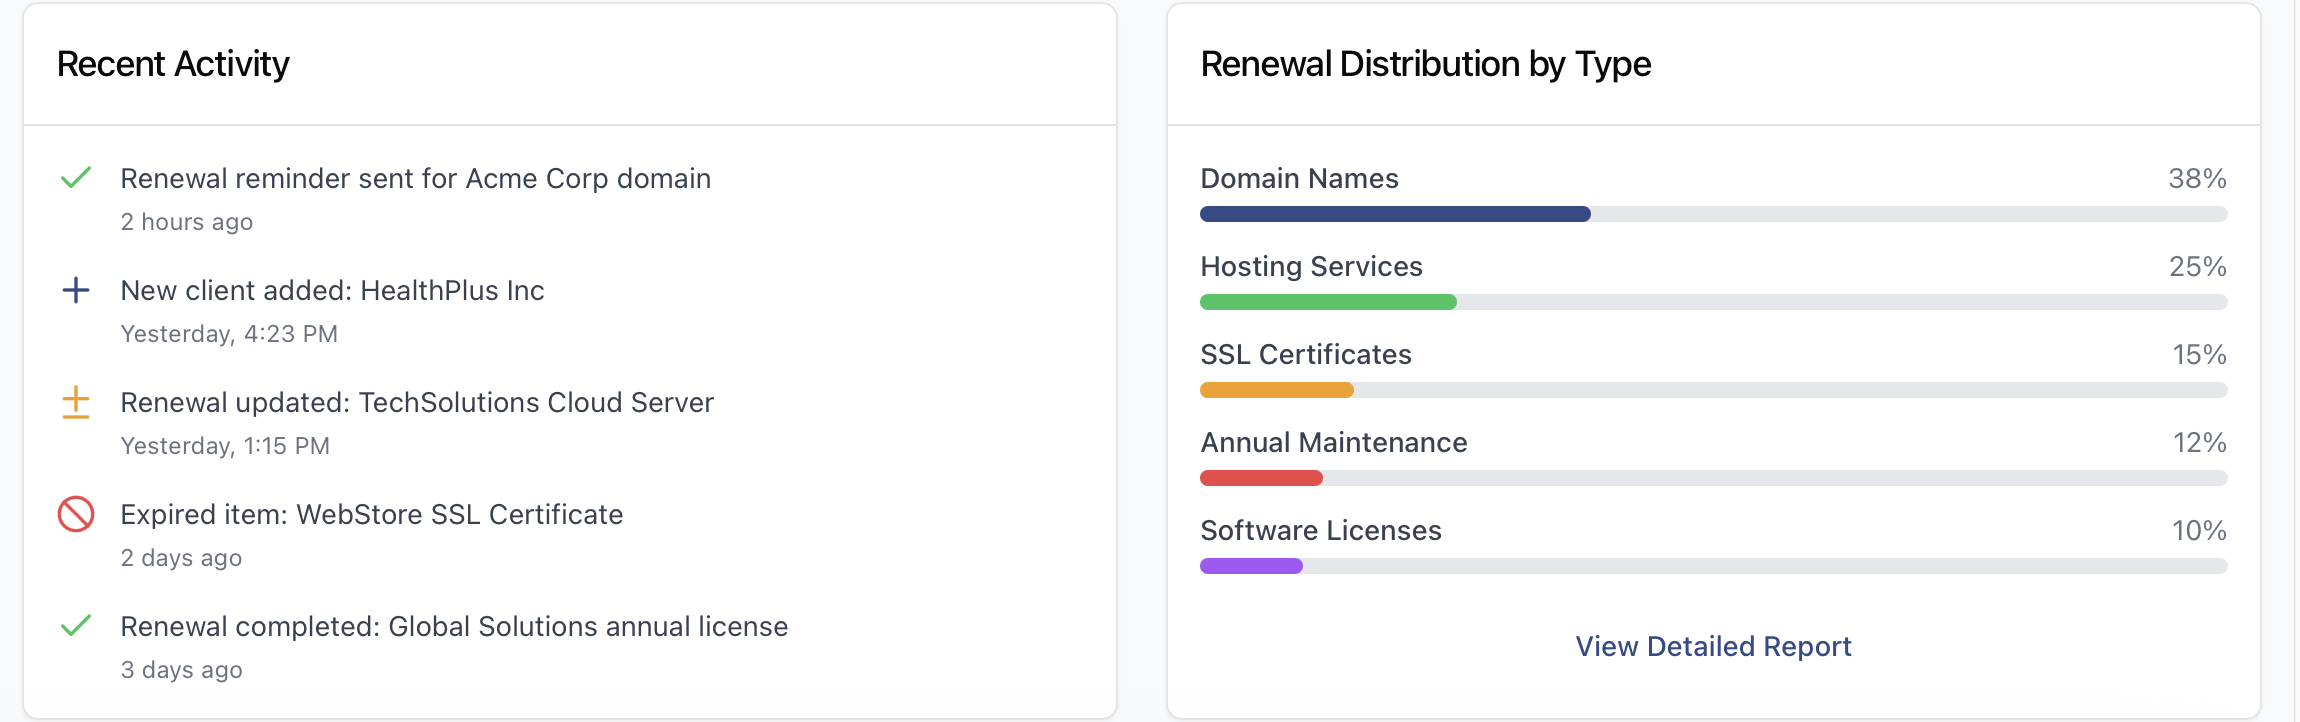 Recent Activity
Renewal reminder sent for Acme Corp domain
2 hours ago
New client added: HealthPlus Inc
Yesterday, 4:23 PM
Renewal updated: TechSolutions Cloud Server
Yesterday, 1:15 PM
Expired item: WebStore SSL Certificate
2 days ago
Renewal completed: Global Solutions annual license
3 days ago
Renewal Distribution by Type
Domain Names 38%
Hosting Services 25%
SSL Certificates 15%
Annual Maintenance 12%
Software Licenses 10%
View Detailed Report